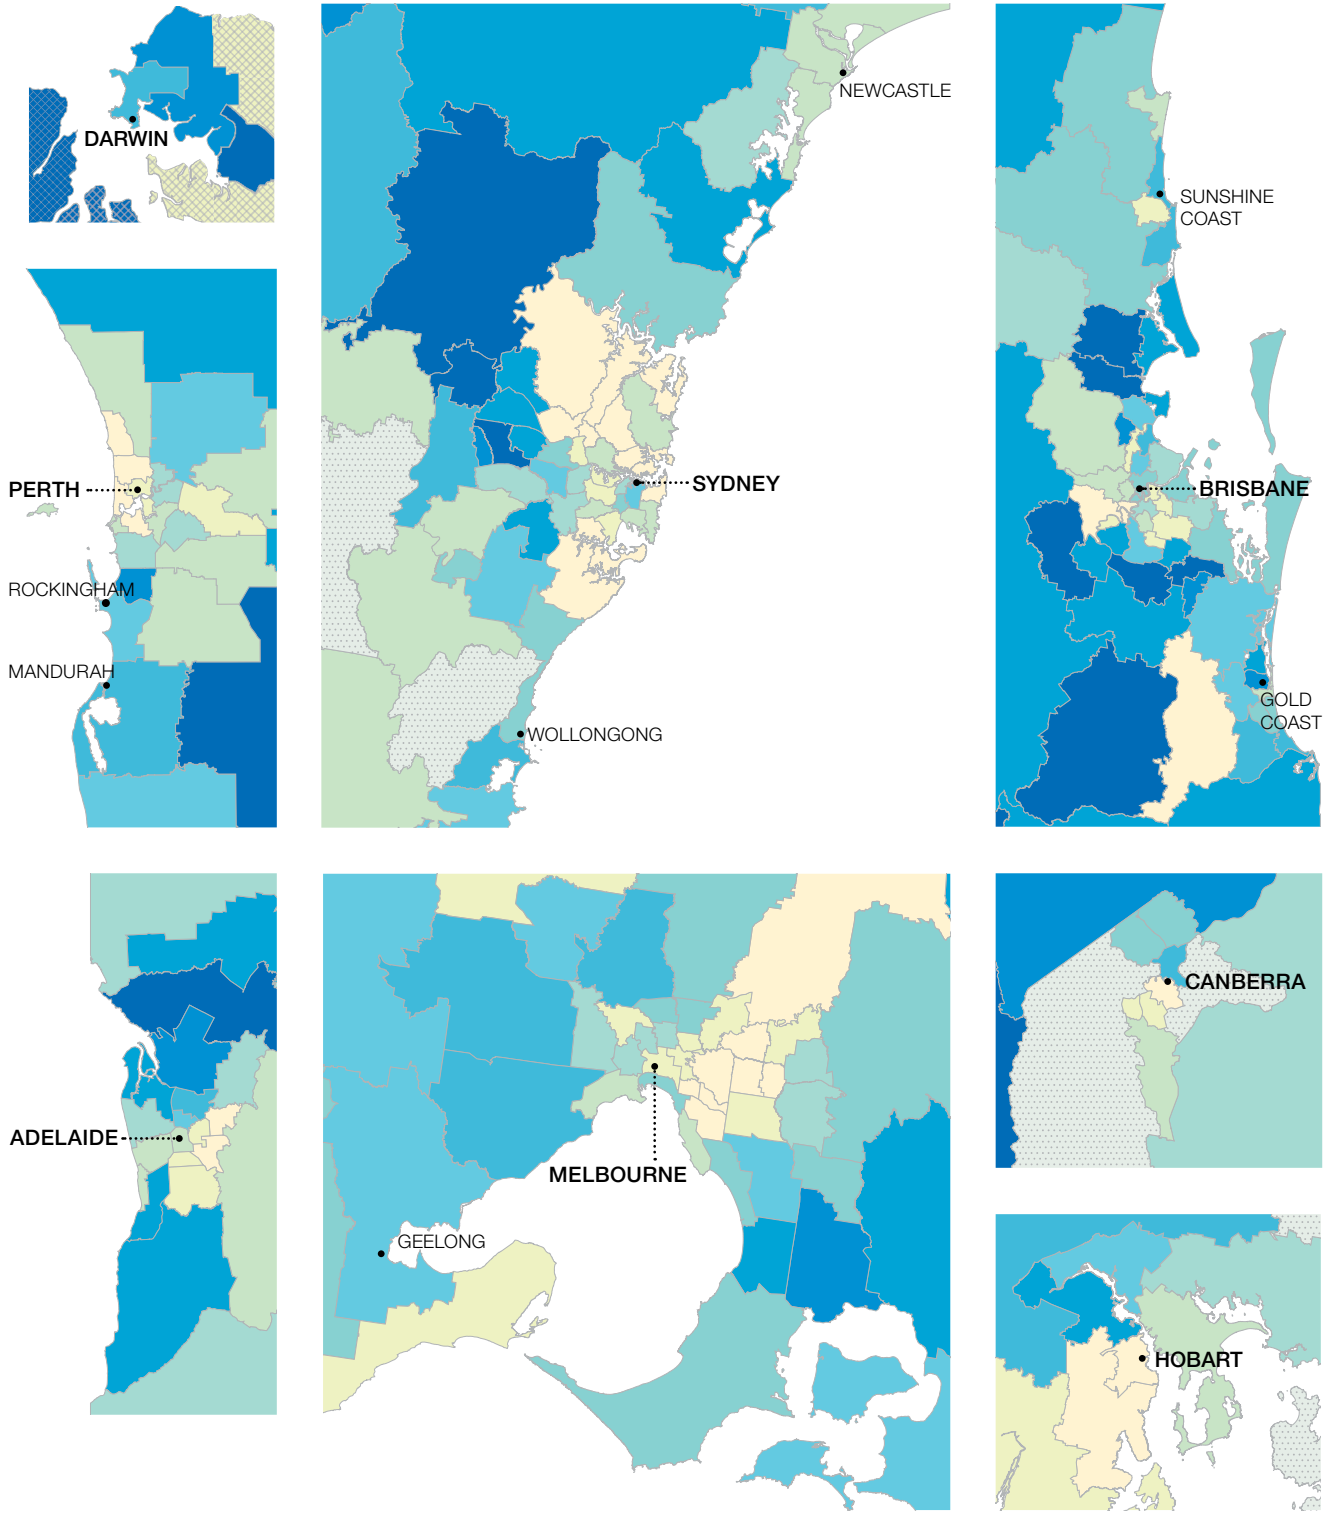 DARWIN
NEWCASTLE
SUNSHINE
COAST
PERTH
ROCKINGHAM
MANDURAH
SYDNEY
WOLLONGONG
BRISBANE
GOLD
COAST
ADELAIDE
MELBOURNE
GEELONG
CANBERRA
HOBART